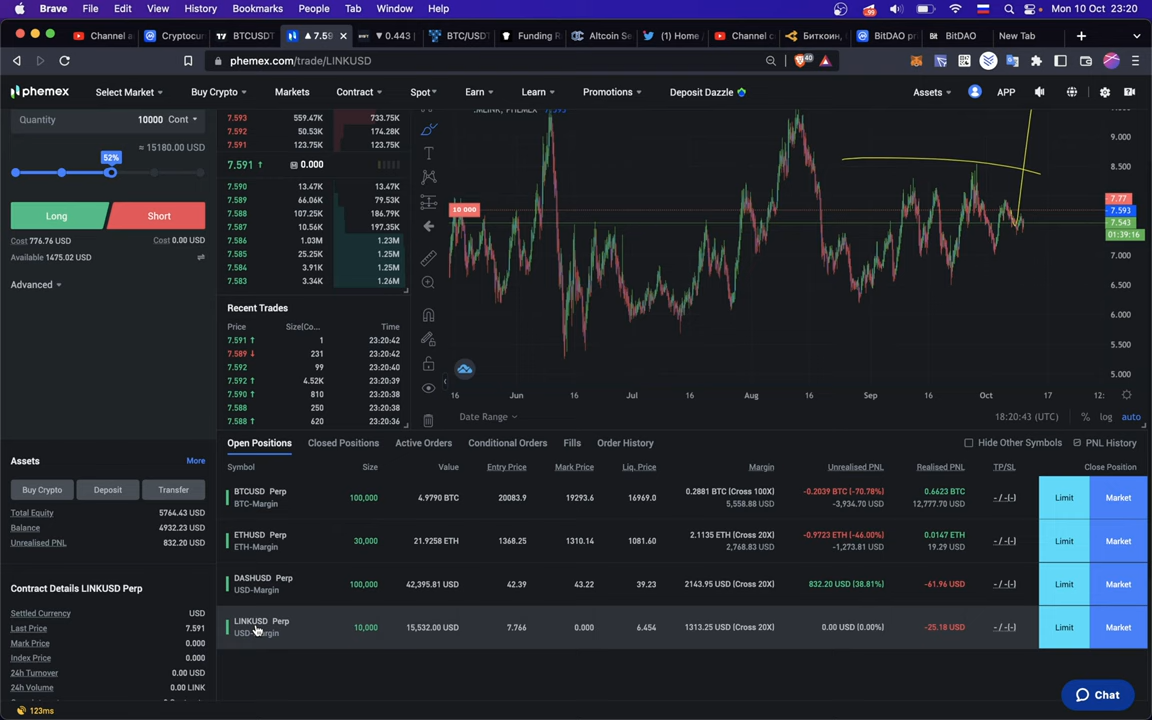 Brave File Edit View History Bookmarks People Tab Window Help Mon 10 Oct 23:20
Channel a Cryptocur BTCUSDT ▲ 7.59 ▼ 0.443 BTC/USDT Funding R Altcoin Se (1) Home Channel c Биткоин, BitDAO pr BitDAO New Tab
phemex.com/trade/LINKUSD
phemex Select Market Buy Crypto Markets Contract Spot Earn Learn Promotions Deposit Dazzle Assets APP
Quantity 10000 Cont
≈ 15180.00 USD
52%
Long Short
Cost 776.76 USD Cost 0.00 USD
Available 1475.02 USD
Advanced
7.593 559.47K 733.75K
7.592 50.53K 174.28K
7.591 123.75K 123.75K
7.591 ↑ 0.000
7.590 13.47K 13.47K
7.589 66.06K 79.53K
7.588 107.25K 186.79K
7.587 10.56K 197.35K
7.586 1.03M 1.23M
7.585 25.25K 1.25M
7.584 3.91K 1.25M
7.583 3.34K 1.26M
Recent Trades
Price Size(Co... Time
7.591 ↑ 1 23:20:42
7.589 ↓ 231 23:20:42
7.592 99 23:20:40
7.592 ↑ 4.52K 23:20:39
7.590 ↑ 810 23:20:38
7.588 250 23:20:38
7.588 ↑ 620 23:20:36
.MLINK, PHEMEX 7.593
10 000
9.000
8.500
7.77
7.593
7.543
01:39:16
7.000
6.500
6.000
5.500
5.000
16 Jun 16 Jul 16 Aug 16 Sep 16 Oct 17 12:
Date Range 18:20:43 (UTC) % log auto
Open Positions Closed Positions Active Orders Conditional Orders Fills Order History Hide Other Symbols PNL History
Symbol Size Value Entry Price Mark Price Liq. Price Margin Unrealised PNL Realised PNL TP/SL Close Position
BTCUSD Perp 100,000 4.9790 BTC 20083.9 19293.6 16969.0 0.2881 BTC (Cross 100X) -0.2039 BTC (-70.78%) 0.6623 BTC - / -(-) Limit Market
BTC-Margin 5,558.88 USD -3,934.70 USD 12,777.70 USD
ETHUSD Perp 30,000 21.9258 ETH 1368.25 1310.14 1081.60 2.1135 ETH (Cross 20X) -0.9723 ETH (-46.00%) 0.0147 ETH - / -(-) Limit Market
ETH-Margin 2,768.83 USD -1,273.81 USD 19.29 USD
DASHUSD Perp 100,000 42,395.81 USD 42.39 43.22 39.23 2143.95 USD (Cross 20X) 832.20 USD (38.81%) -61.96 USD - / -(-) Limit Market
USD-Margin
LINKUSD Perp 10,000 15,532.00 USD 7.766 0.000 6.454 1313.25 USD (Cross 20X) 0.00 USD (0.00%) -25.18 USD - / -(-) Limit Market
USD-Margin
Assets More
Buy Crypto Deposit Transfer
Total Equity 5764.43 USD
Balance 4932.23 USD
Unrealised PNL 832.20 USD
Contract Details LINKUSD Perp
Settled Currency USD
Last Price 7.591
Mark Price 0.000
Index Price 0.000
24h Turnover 0.00 USD
24h Volume 0.00 LINK
123ms
Chat